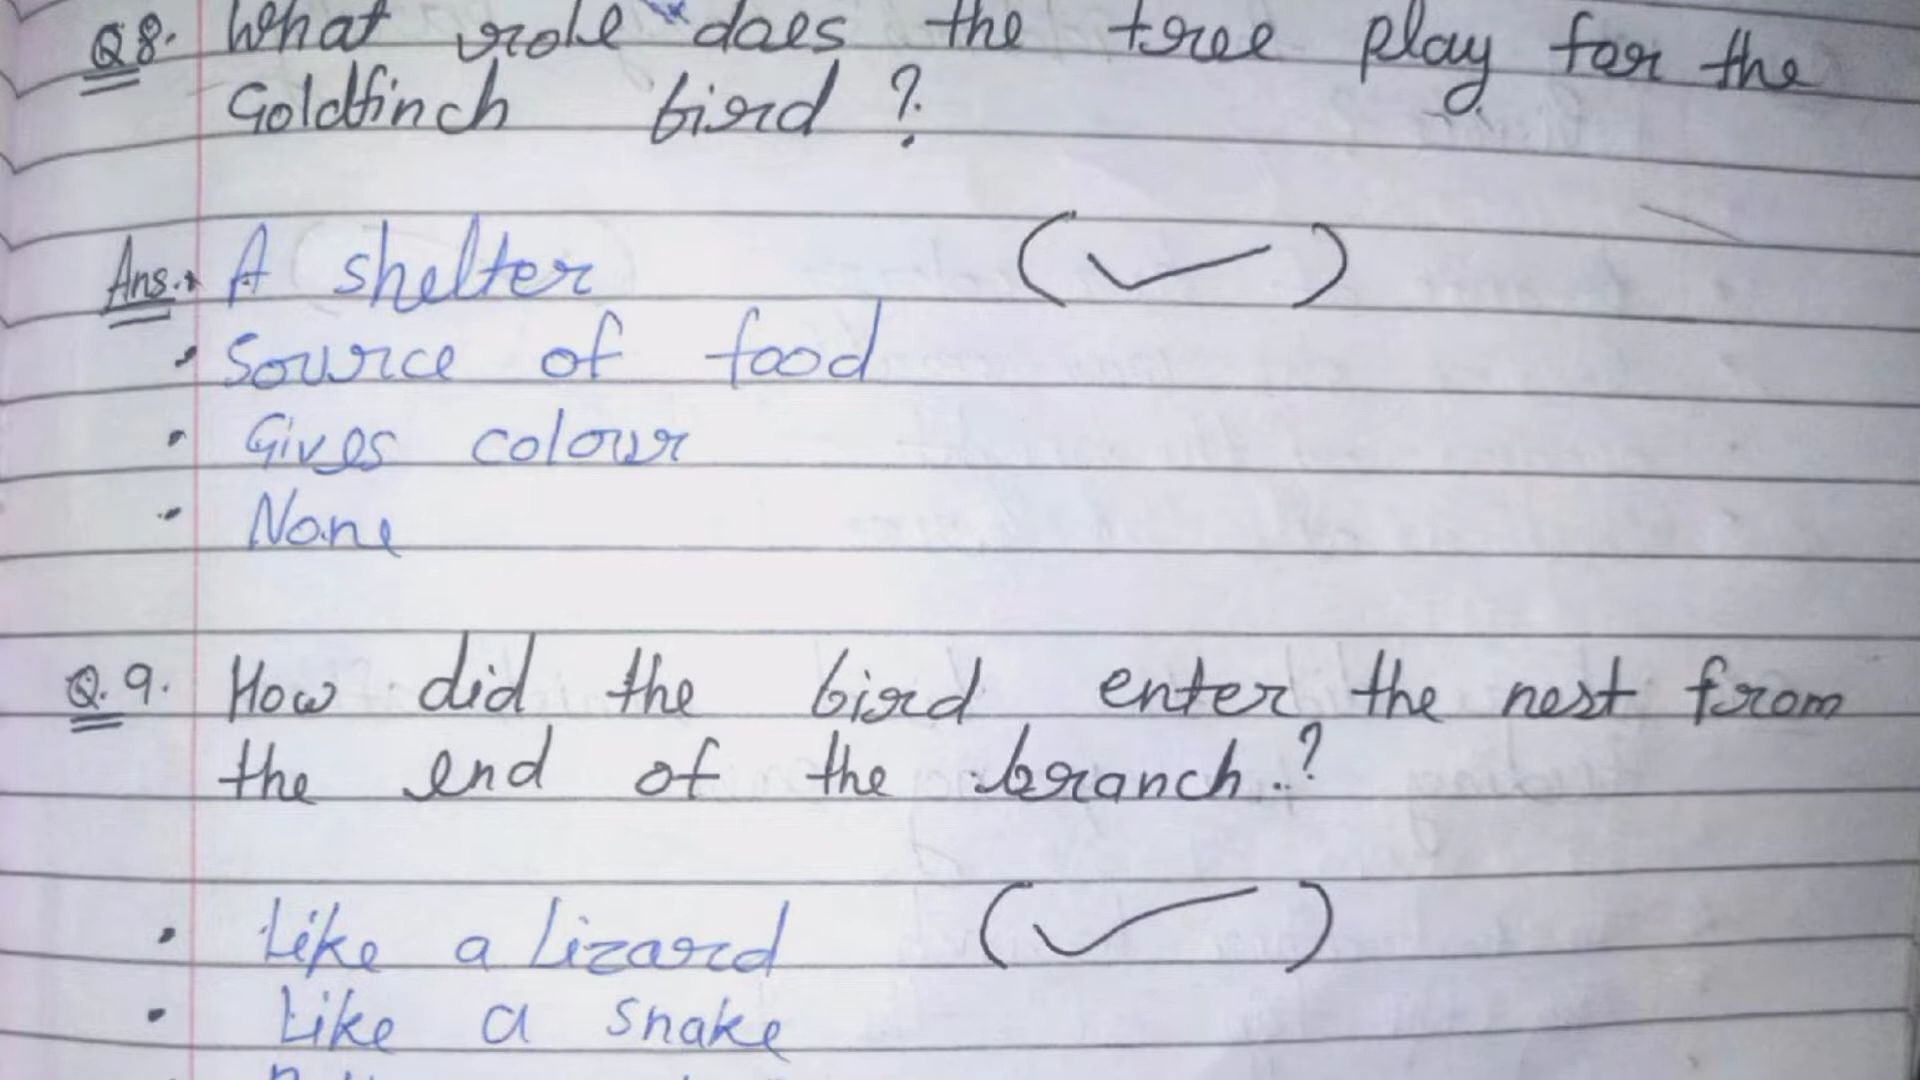 Q8. What role does the tree play for the
Goldfinch bird ?
Ans. • A shelter (✓)
• Source of food
• Gives colour
• None
Q.9. How did the bird enter the nest from
the end of the branch..?
• Like a lizard (✓)
• Like a snake